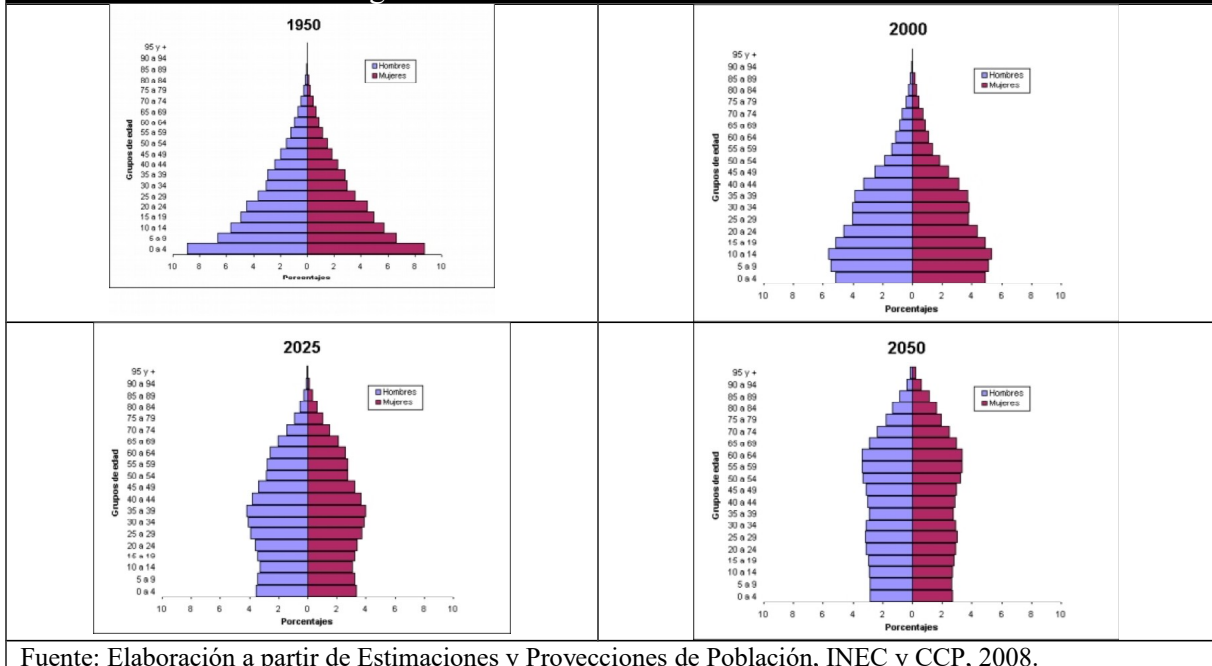 1950
95 y +
90 a 94
85 a 89
80 a 84
75 a 79
70 a 74
65 a 69
60 a 64
55 a 59
50 a 54
45 a 49
40 a 44
35 a 39
30 a 34
25 a 29
20 a 24
15 a 19
10 a 14
5 a 9
0 a 4
Grupos de edad
Hombres
Mujeres
10 8 6 4 2 0 2 4 6 8 10
Porcentajes
2000
95 y +
90 a 94
85 a 89
80 a 84
75 a 79
70 a 74
65 a 69
60 a 64
55 a 59
50 a 54
45 a 49
40 a 44
35 a 39
30 a 34
25 a 29
20 a 24
15 a 19
10 a 14
5 a 9
0 a 4
Grupos de edad
Hombres
Mujeres
10 8 6 4 2 0 2 4 6 8 10
Porcentajes
2025
95 y +
90 a 94
85 a 89
80 a 84
75 a 79
70 a 74
65 a 69
60 a 64
55 a 59
50 a 54
45 a 49
40 a 44
35 a 39
30 a 34
25 a 29
20 a 24
15 a 19
10 a 14
5 a 9
0 a 4
Grupos de edad
Hombres
Mujeres
10 8 6 4 2 0 2 4 6 8 10
Porcentajes
2050
95 y +
90 a 94
85 a 89
80 a 84
75 a 79
70 a 74
65 a 69
60 a 64
55 a 59
50 a 54
45 a 49
40 a 44
35 a 39
30 a 34
25 a 29
20 a 24
15 a 19
10 a 14
5 a 9
0 a 4
Grupos de edad
Hombres
Mujeres
10 8 6 4 2 0 2 4 6 8 10
Porcentajes
Fuente: Elaboración a partir de Estimaciones y Proyecciones de Población, INEC y CCP, 2008.